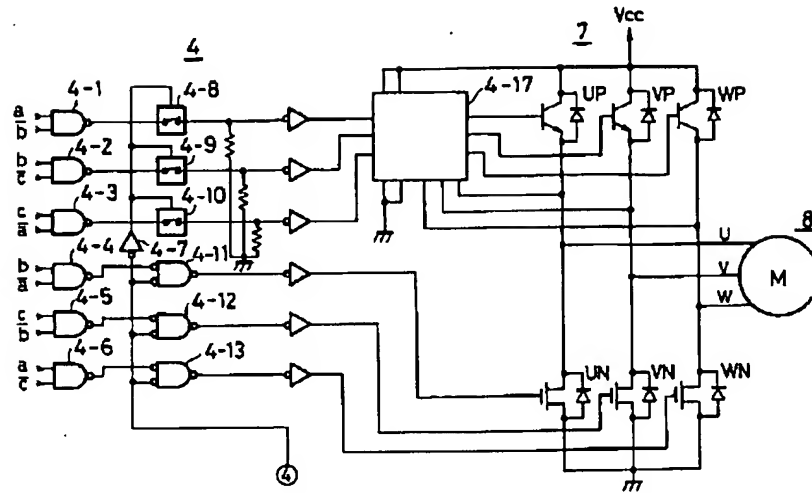 4
7
Vcc
4-1
4-8
4-17
UP
VP
WP
a
b̄
4-2
4-9
b
c̄
4-3
4-10
c
ā
4-4
4-7
4-11
U
8
b
ā
V
M
4-5
4-12
W
c
b̄
4-6
4-13
UN
VN
WN
a
c̄
④